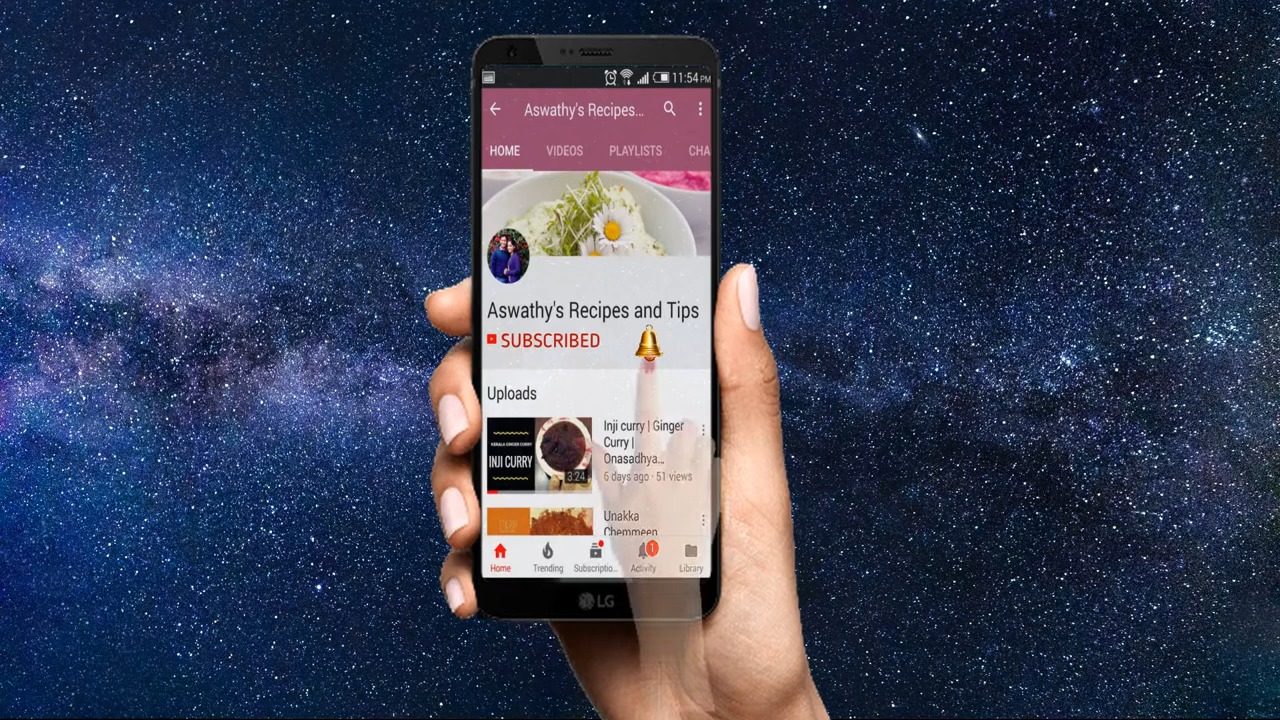 11:54 PM
Aswathy's Recipes...
HOME VIDEOS PLAYLISTS CHA
Aswathy's Recipes and Tips
SUBSCRIBED
Uploads
KERALA GINGER CURRY
INJI CURRY
3:24
Inji curry | Ginger
Curry |
Onasadhya...
6 days ago · 51 views
Unakka
Chemmeen
1
Home Trending Subscriptio... Activity Library
LG